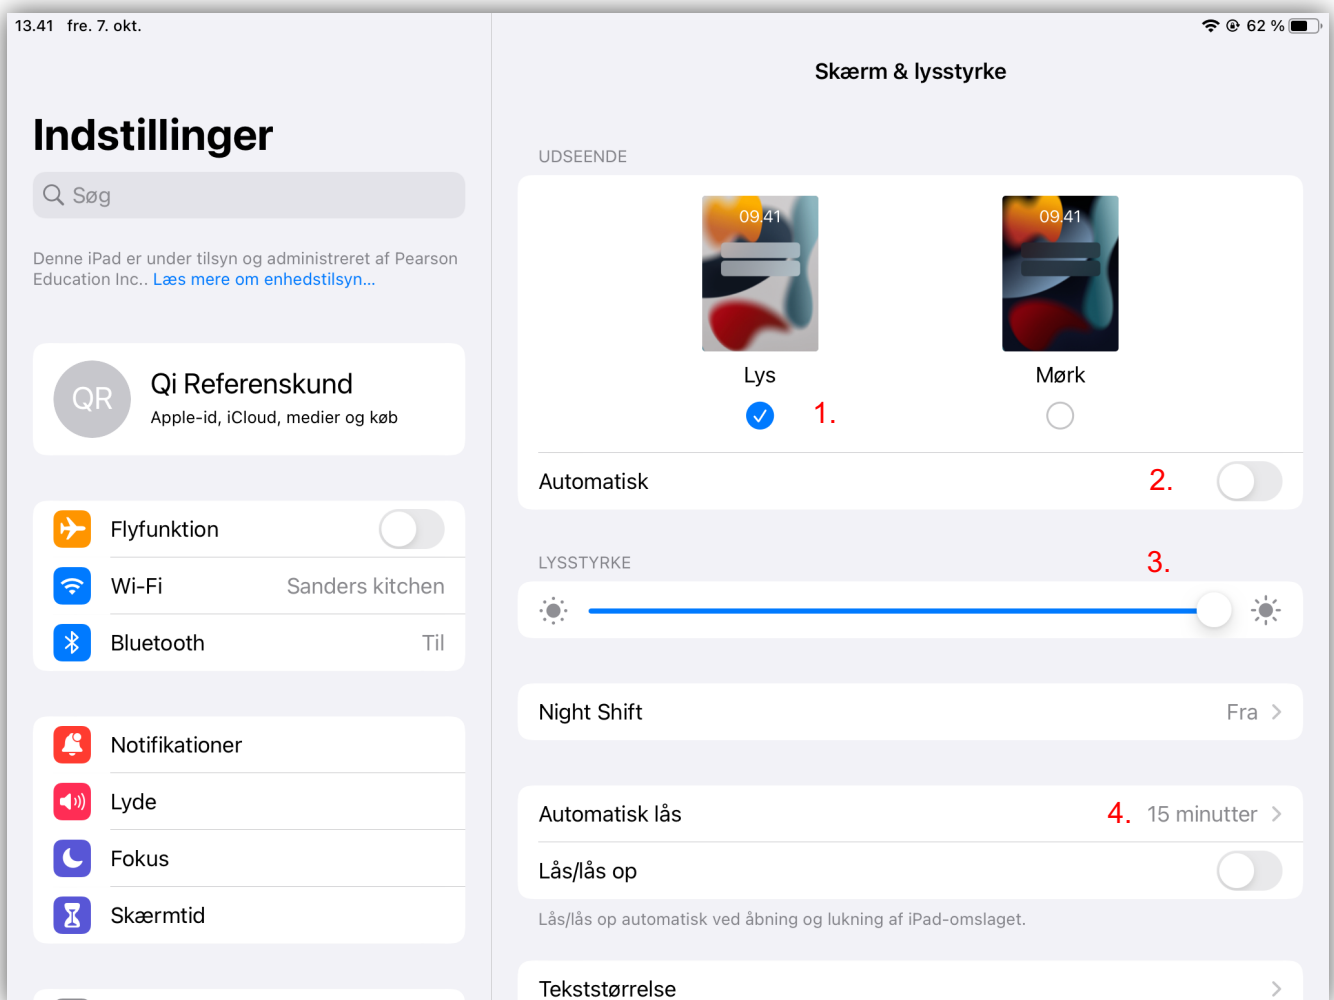 13.41 fre. 7. okt.
62 %
Indstillinger
Søg
Denne iPad er under tilsyn og administreret af Pearson
Education Inc.. Læs mere om enhedstilsyn...
QR
Qi Referenskund
Apple-id, iCloud, medier og køb
Flyfunktion
Wi-Fi Sanders kitchen
Bluetooth Til
Notifikationer
Lyde
Fokus
Skærmtid
Skærm & lysstyrke
UDSEENDE
09.41 09.41
Lys Mørk
1.
Automatisk 2.
LYSSTYRKE 3.
Night Shift Fra
Automatisk lås 4. 15 minutter
Lås/lås op
Lås/lås op automatisk ved åbning og lukning af iPad-omslaget.
Tekststørrelse